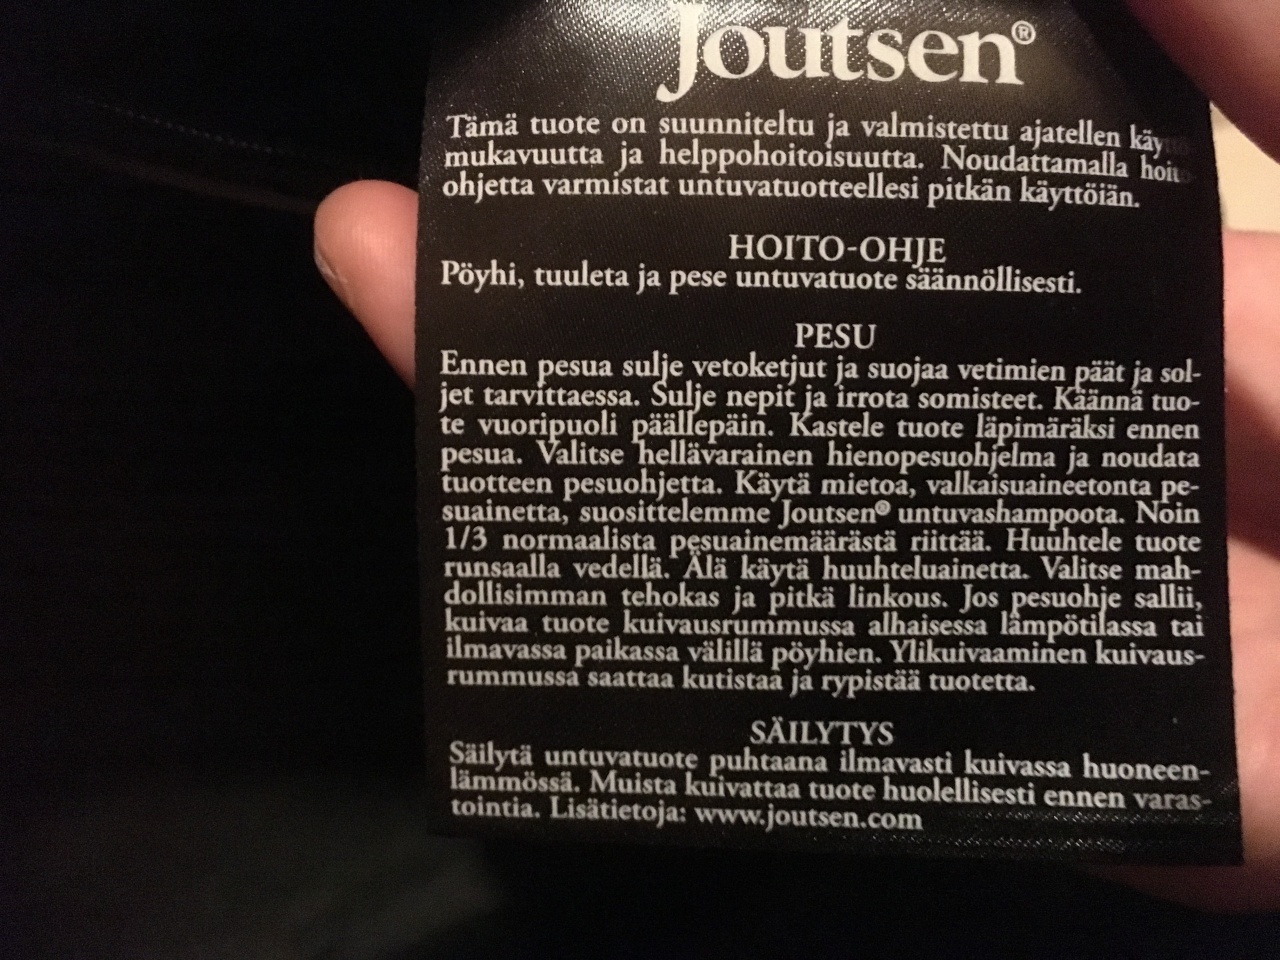 Joutsen®
Tämä tuote on suunniteltu ja valmistettu ajatellen
mukavuutta ja helppohoitoisuutta. Noudattamalla
ohjetta varmistat untuvatuotteellesi pitkän käyttöiän.
HOITO-OHJE
Pöyhi, tuuleta ja pese untuvatuote säännöllisesti.
PESU
Ennen pesua sulje vetoketjut ja suojaa vetimien päät ja sol-
jet tarvittaessa. Sulje nepit ja irrota somisteet. Käännä tuo-
te vuoripuoli päällepäin. Kastele tuote läpimäräksi ennen
pesua. Valitse hellävarainen hienopesuohjelma ja noudata
tuotteen pesuohjetta. Käytä mietoa, valkaisuaineetonta pe-
suainetta, suosittelemme Joutsen® untuvashampoota. Noin
1/3 normaalista pesuainemäärästä riittää. Huuhtele tuote
runsaalla vedellä. Älä käytä huuhteluainetta. Valitse mah-
dollisimman tehokas ja pitkä linkous. Jos pesuohje sallii,
kuivaa tuote kuivausrummussa alhaisessa lämpötilassa tai
ilmavassa paikassa välillä pöyhien. Ylikuivaaminen kuivaus-
rummussa saattaa kutistaa ja rypistää tuotetta.
SÄILYTYS
Säilytä untuvatuote puhtaana ilmavasti kuivassa huoneen-
lämmössä. Muista kuivattaa tuote huolellisesti ennen varas-
tointia. Lisätietoja: www.joutsen.com